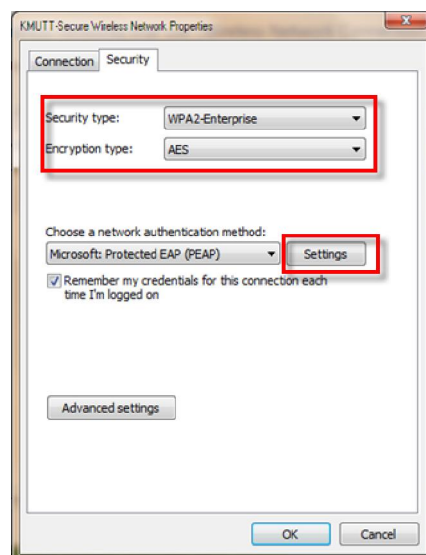 KMUTT-Secure Wireless Network Properties
Connection
Security
Security type:
WPA2-Enterprise
Encryption type:
AES
Choose a network authentication method:
Microsoft: Protected EAP (PEAP)
Settings
Remember my credentials for this connection each
time I'm logged on
Advanced settings
OK
Cancel